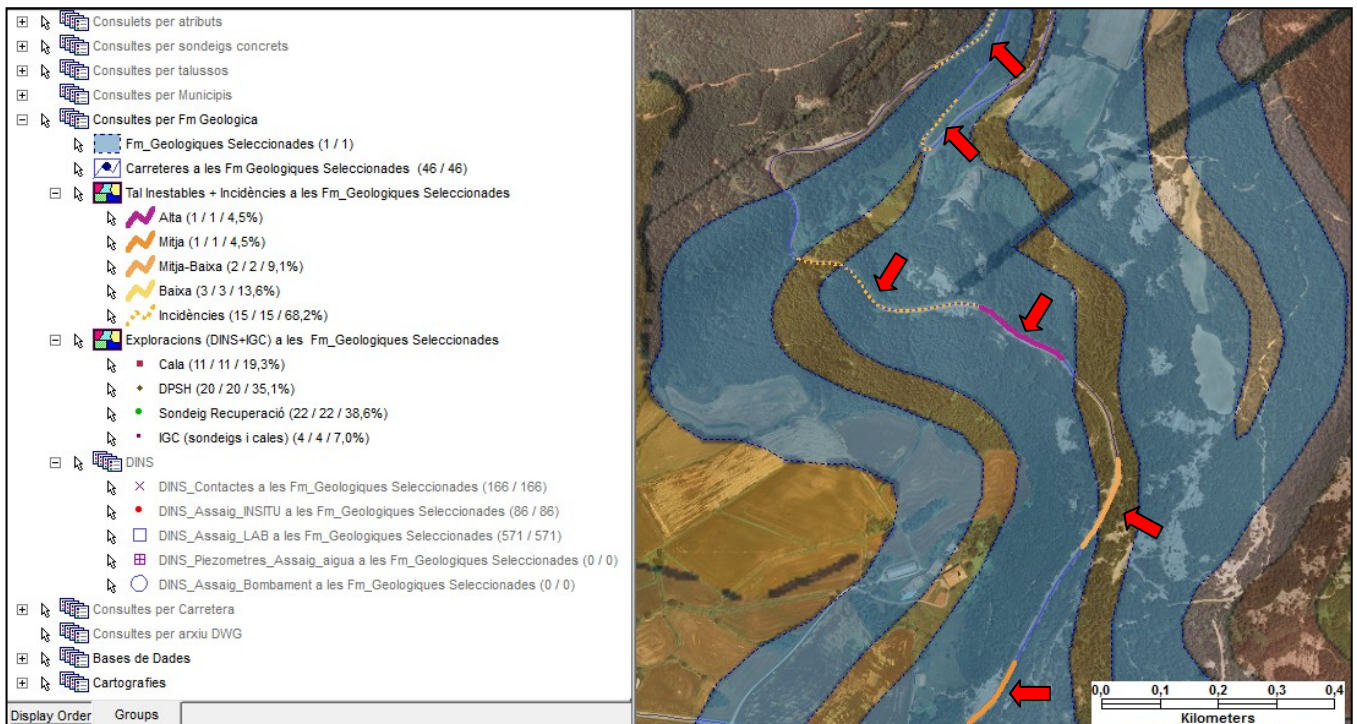 Consulets per atributs
Consultes per sondeigs concrets
Consultes per talussos
Consultes per Municipis
Consultes per Fm Geologica
Fm_Geologiques Seleccionades (1 / 1)
Carreteres a les Fm Geologiques Seleccionades (46 / 46)
Tal Inestables + Incidències a les Fm_Geologiques Seleccionades
Alta (1 / 1 / 4,5%)
Mitja (1 / 1 / 4,5%)
Mitja-Baixa (2 / 2 / 9,1%)
Baixa (3 / 3 / 13,6%)
Incidències (15 / 15 / 68,2%)
Exploracions (DINS+IGC) a les Fm_Geologiques Seleccionades
Cala (11 / 11 / 19,3%)
DPSH (20 / 20 / 35,1%)
Sondeig Recuperació (22 / 22 / 38,6%)
IGC (sondeigs i cales) (4 / 4 / 7,0%)
DINS
DINS_Contactes a les Fm_Geologiques Seleccionades (166 / 166)
DINS_Assaig_INSITU a les Fm_Geologiques Seleccionades (86 / 86)
DINS_Assaig_LAB a les Fm_Geologiques Seleccionades (571 / 571)
DINS_Piezometres_Assaig_aigua a les Fm_Geologiques Seleccionades (0 / 0)
DINS_Assaig_Bombament a les Fm_Geologiques Seleccionades (0 / 0)
Consultes per Carretera
Consultes per arxiu DWG
Bases de Dades
Cartografies
Display Order Groups
0,0 0,1 0,2 0,3 0,4
Kilometers